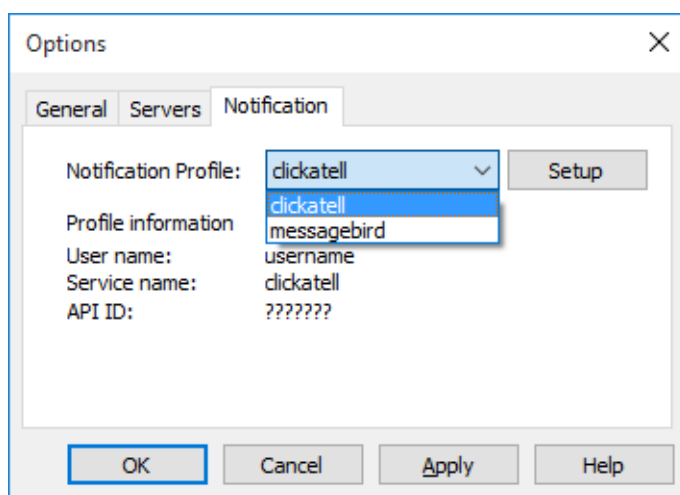 Options
General Servers Notification
Notification Profile: clickatell Setup
clickatell
messagebird
Profile information
User name: username
Service name: clickatell
API ID: ???????
OK Cancel Apply Help